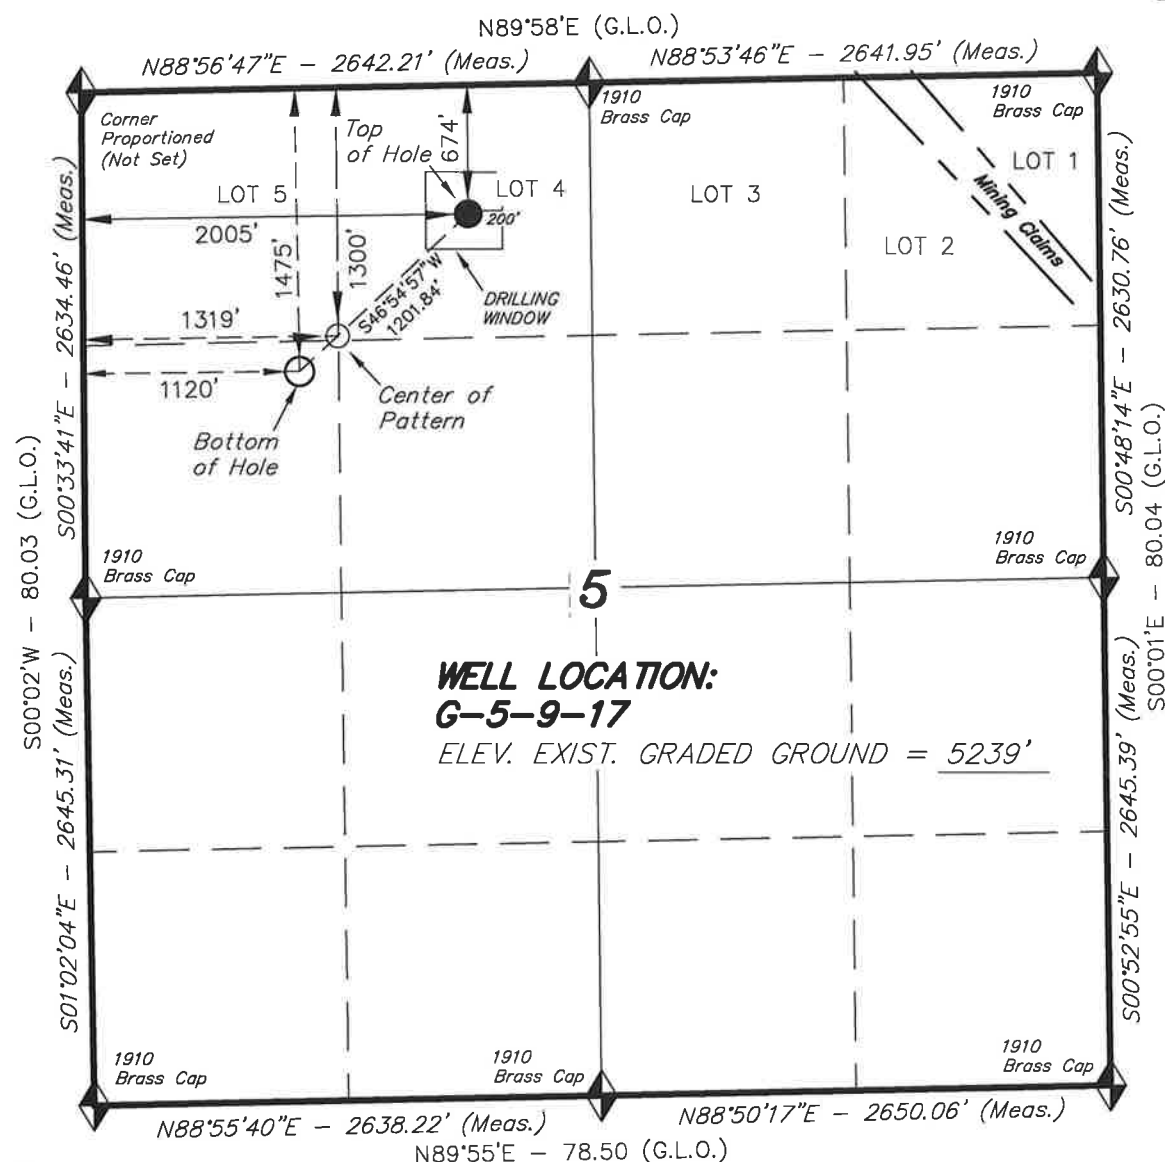 N89°58'E (G.L.O.)
N88°56'47"E - 2642.21' (Meas.)
N88°53'46"E - 2641.95' (Meas.)
Corner
Proportioned
(Not Set)
1910
Brass Cap
1910
Brass Cap
Top
of Hole
674'
LOT 5
LOT 4
LOT 3
LOT 1
LOT 2
Mining Claims
200'
2005'
1475'
1300'
S46°54'57"W
1201.84'
DRILLING
WINDOW
1319'
1120'
Center of
Pattern
Bottom
of Hole
S00°33'41"E - 2634.46' (Meas.)
S00°02'W - 80.03 (G.L.O.)
S00°48'14"E - 2630.76' (Meas.)
S00°01'E - 80.04 (G.L.O.)
1910
Brass Cap
1910
Brass Cap
5
WELL LOCATION:
G-5-9-17
ELEV. EXIST. GRADED GROUND = 5239'
S01°02'04"E - 2645.31' (Meas.)
S00°52'55"E - 2645.39' (Meas.)
1910
Brass Cap
1910
Brass Cap
1910
Brass Cap
N88°55'40"E - 2638.22' (Meas.)
N88°50'17"E - 2650.06' (Meas.)
N89°55'E - 78.50 (G.L.O.)